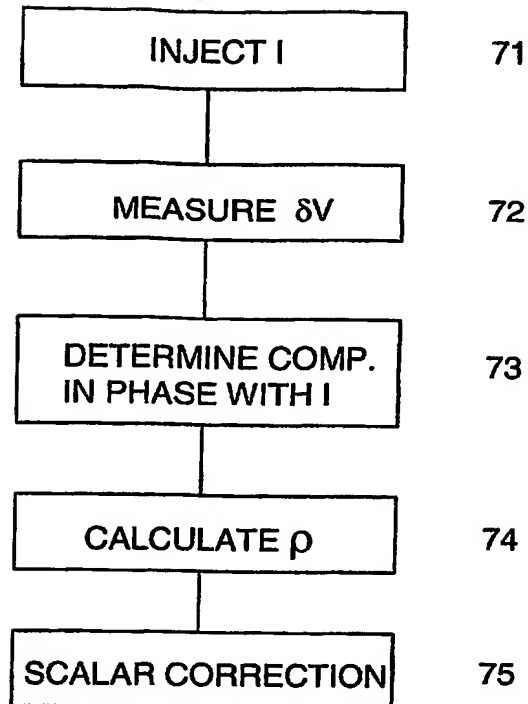 INJECT I 71
MEASURE δV 72
DETERMINE COMP.
IN PHASE WITH I 73
CALCULATE ρ 74
SCALAR CORRECTION 75